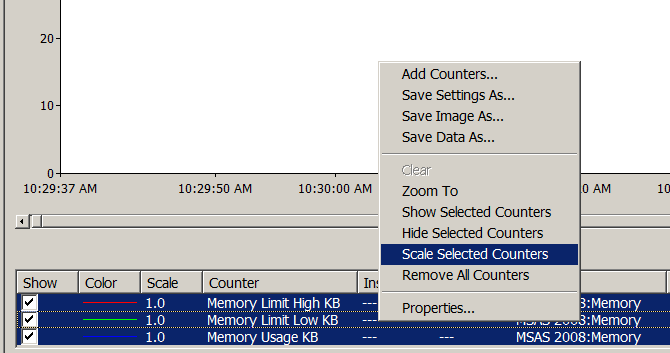 20
10
0
10:29:37 AM 10:29:50 AM 10:30:00 AM 0 AM 10
Add Counters...
Save Settings As...
Save Image As...
Save Data As...
Clear
Zoom To
Show Selected Counters
Hide Selected Counters
Scale Selected Counters
Remove All Counters
Properties...
Show Color Scale Counter Ins
1.0 Memory Limit High KB --- 08:Memory
1.0 Memory Limit Low KB --- --- MSAS 2008:Memory
1.0 Memory Usage KB --- --- MSAS 2008:Memory